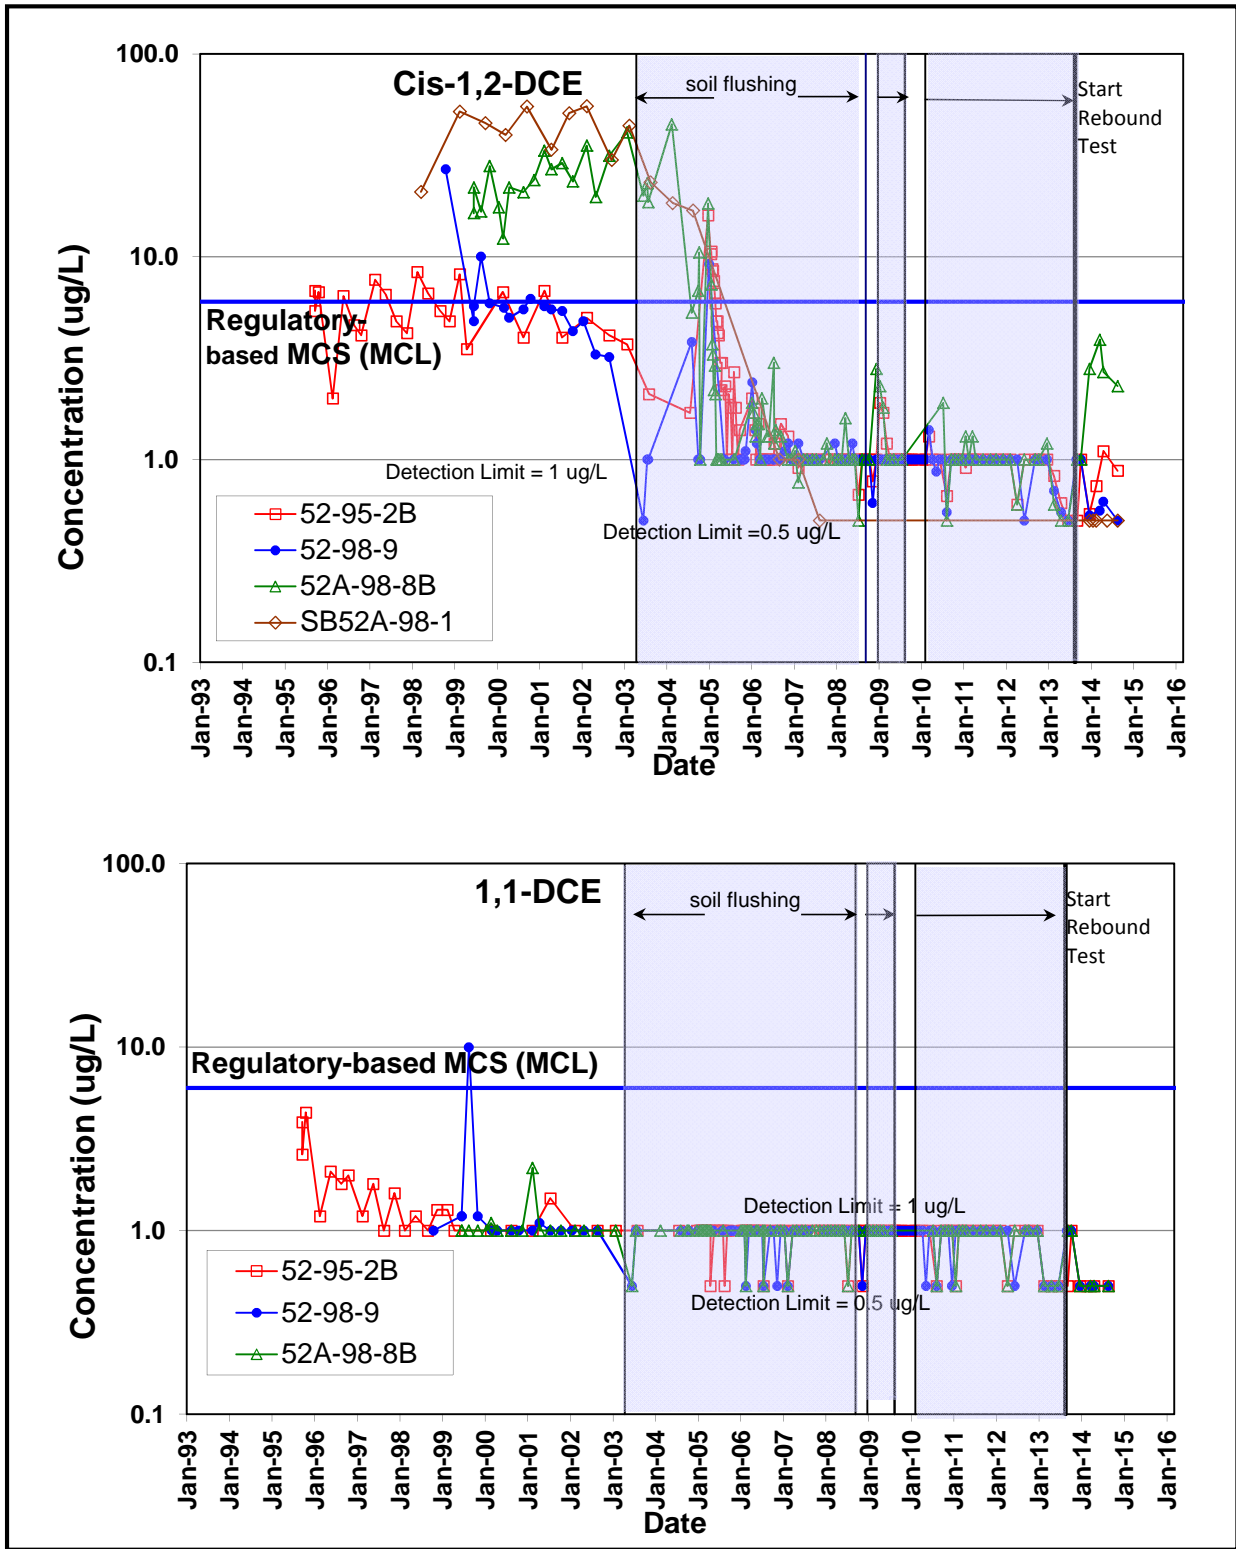 100.0
Cis-1,2-DCE
soil flushing
Start
Rebound
Test
10.0
Regulatory-
based MCS (MCL)
1.0
Detection Limit = 1 ug/L
Detection Limit =0.5 ug/L
52-95-2B
52-98-9
52A-98-8B
SB52A-98-1
0.1
Concentration (ug/L)
Jan-93
Jan-94
Jan-95
Jan-96
Jan-97
Jan-98
Jan-99
Jan-00
Jan-01
Jan-02
Jan-03
Jan-04
Jan-05
Jan-06
Jan-07
Jan-08
Jan-09
Jan-10
Jan-11
Jan-12
Jan-13
Jan-14
Jan-15
Jan-16
Date
100.0
1,1-DCE
soil flushing
Start
Rebound
Test
10.0
Regulatory-based MCS (MCL)
Detection Limit = 1 ug/L
1.0
Detection Limit = 0.5 ug/L
52-95-2B
52-98-9
52A-98-8B
0.1
Concentration (ug/L)
Jan-93
Jan-94
Jan-95
Jan-96
Jan-97
Jan-98
Jan-99
Jan-00
Jan-01
Jan-02
Jan-03
Jan-04
Jan-05
Jan-06
Jan-07
Jan-08
Jan-09
Jan-10
Jan-11
Jan-12
Jan-13
Jan-14
Jan-15
Jan-16
Date